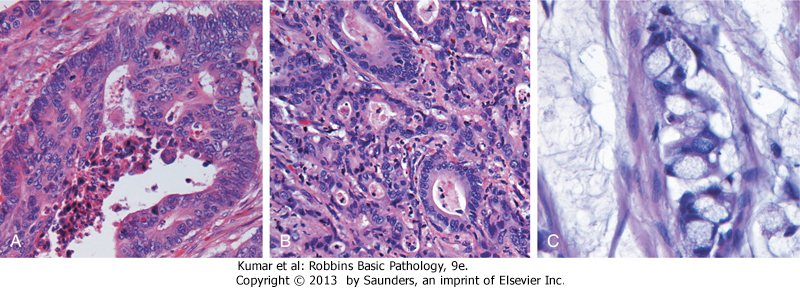 A B C
Kumar et al: Robbins Basic Pathology, 9e.
Copyright © 2013 by Saunders, an imprint of Elsevier Inc.